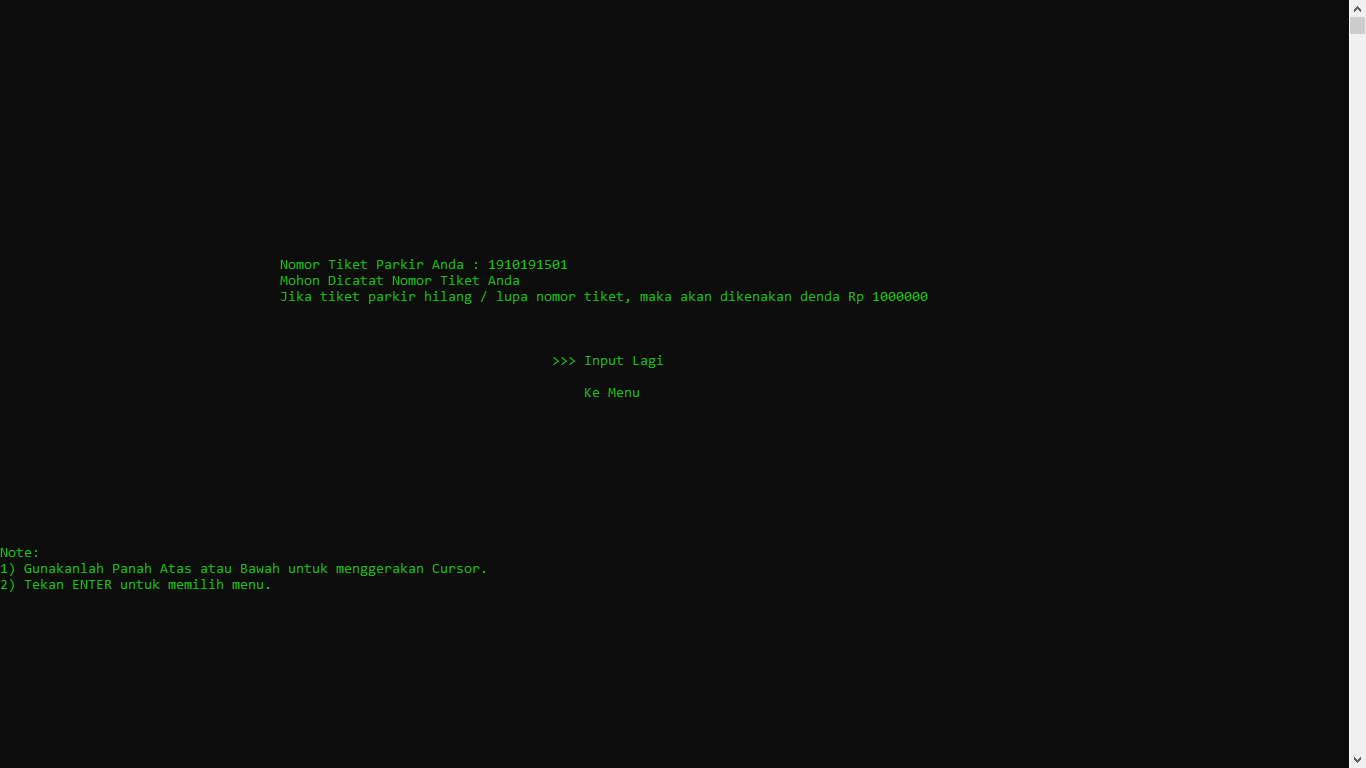 Nomor Tiket Parkir Anda : 1910191501
Mohon Dicatat Nomor Tiket Anda
Jika tiket parkir hilang / lupa nomor tiket, maka akan dikenakan denda Rp 1000000
>>> Input Lagi
Ke Menu
Note:
1) Gunakanlah Panah Atas atau Bawah untuk menggerakan Cursor.
2) Tekan ENTER untuk memilih menu.